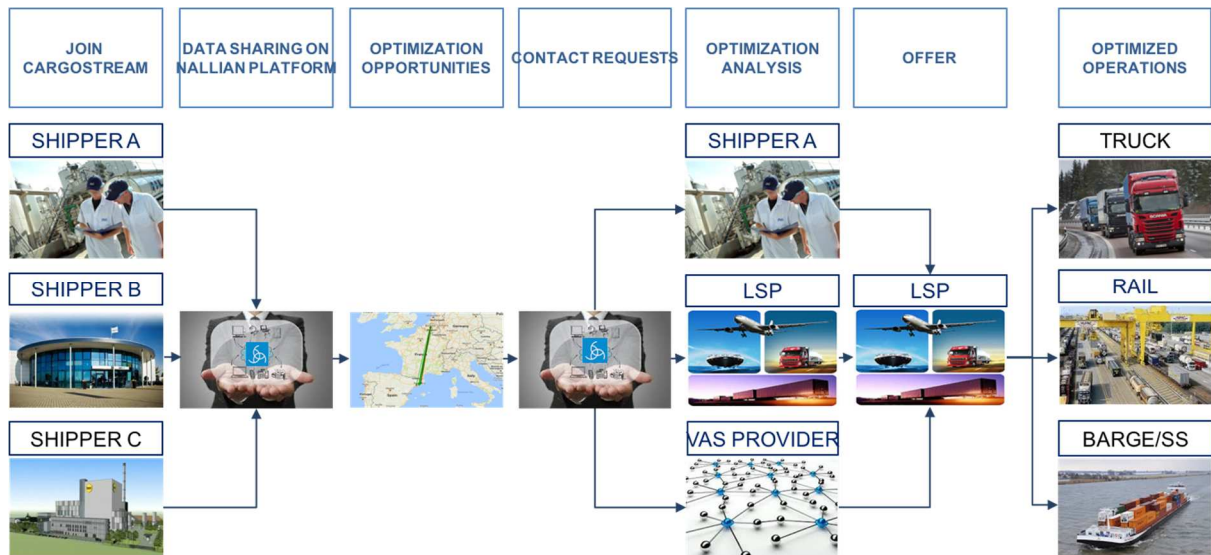 JOIN
CARGOSTREAM
DATA SHARING ON
NALLIAN PLATFORM
OPTIMIZATION
OPPORTUNITIES
CONTACT REQUESTS
OPTIMIZATION
ANALYSIS
OFFER
OPTIMIZED
OPERATIONS
SHIPPER A
SHIPPER A
TRUCK
SHIPPER B
LSP
LSP
RAIL
SHIPPER C
VAS PROVIDER
BARGE/SS